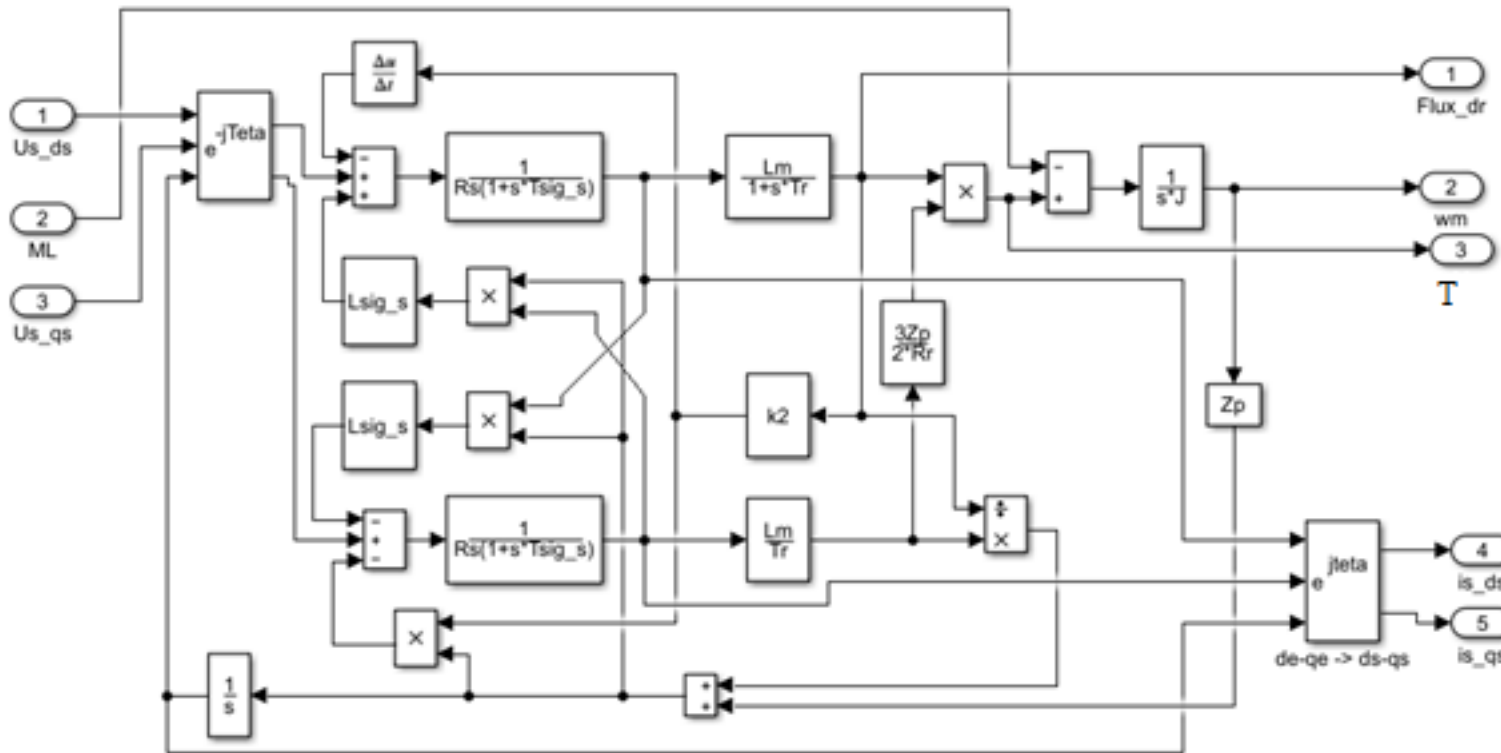 Δu
Δt
1
Us_ds
-jTeta
e
1
Flux_dr
-
+
+
1
Rs(1+s*Tsig_s)
Lm
1+s*Tr
×
-
+
1
s*J
2
wm
2
ML
3
T
Lsig_s
×
3
Us_qs
3Zp
2*Rr
Lsig_s
×
k2
Zp
-
+
-
1
Rs(1+s*Tsig_s)
Lm
Tr
÷
×
jteta
e
4
is_ds
×
5
is_qs
de-qe -> ds-qs
1
s
+
+